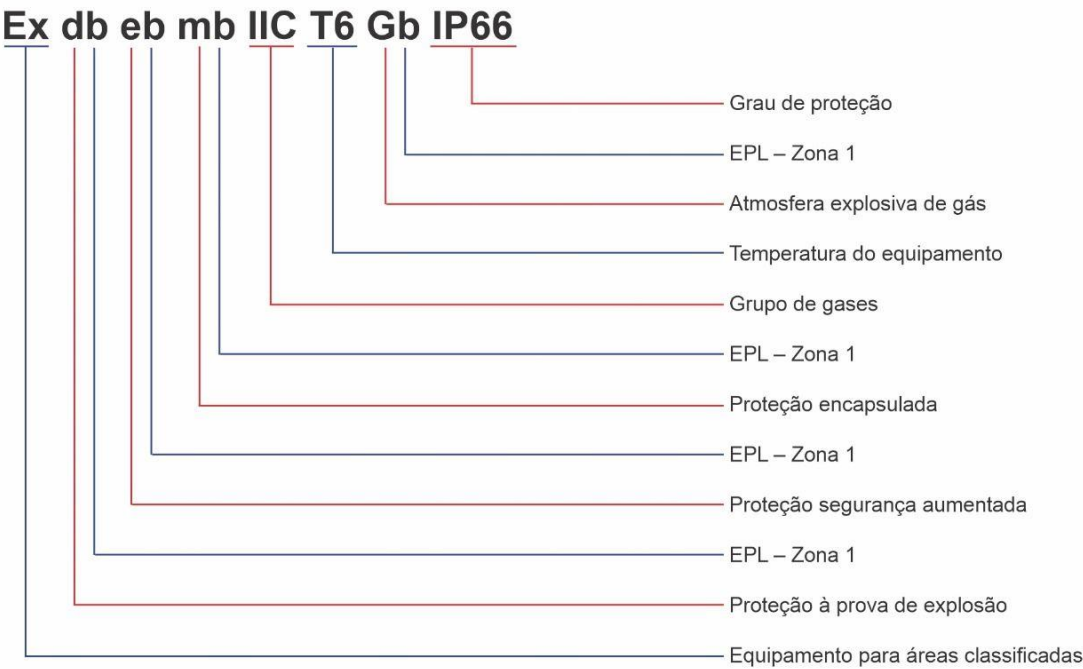 Ex db eb mb IIC T6 Gb IP66
Grau de proteção
EPL – Zona 1
Atmosfera explosiva de gás
Temperatura do equipamento
Grupo de gases
EPL – Zona 1
Proteção encapsulada
EPL – Zona 1
Proteção segurança aumentada
EPL – Zona 1
Proteção à prova de explosão
Equipamento para áreas classificadas